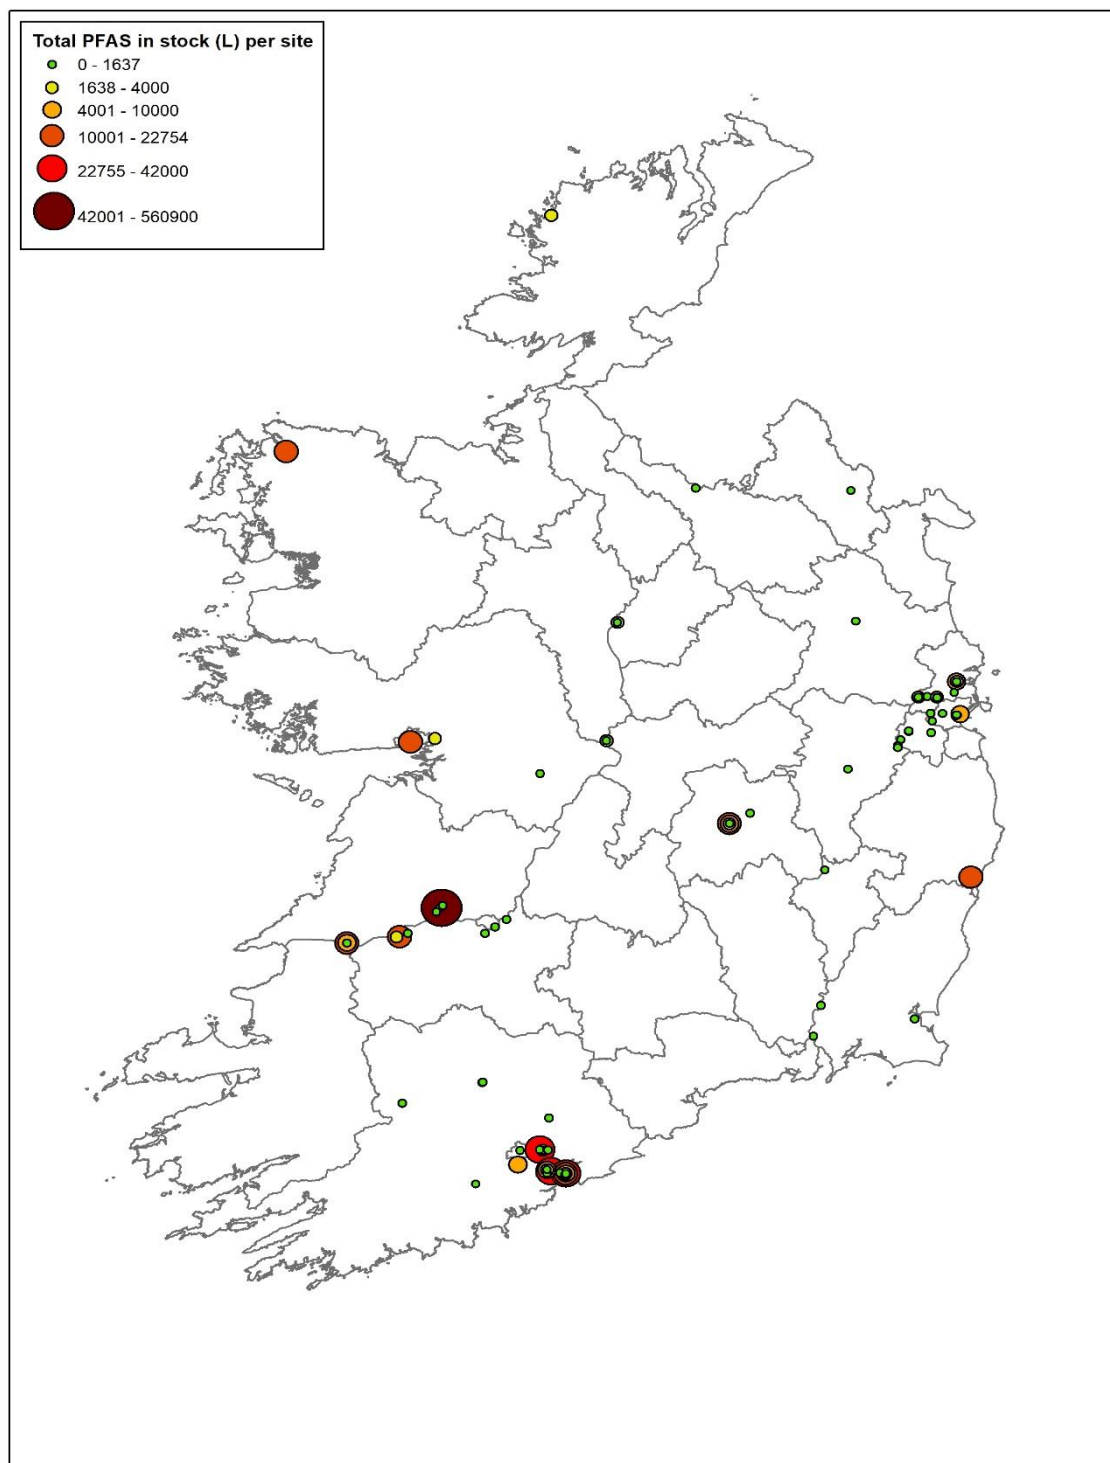 Total PFAS in stock (L) per site
0 - 1637
1638 - 4000
4001 - 10000
10001 - 22754
22755 - 42000
42001 - 560900